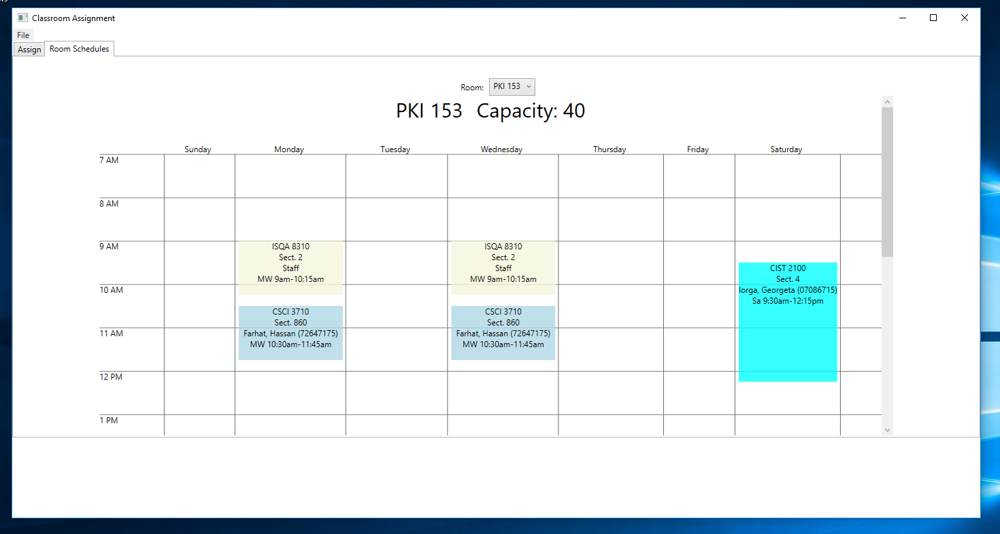 Classroom Assignment
File
Assign Room Schedules
Room: PKI 153
PKI 153 Capacity: 40
Sunday Monday Tuesday Wednesday Thursday Friday Saturday
7 AM
8 AM
9 AM
ISQA 8310
Sect. 2
Staff
MW 9am-10:15am
ISQA 8310
Sect. 2
Staff
MW 9am-10:15am
CIST 2100
Sect. 4
Iorga, Georgeta (07086715)
Sa 9:30am-12:15pm
10 AM
CSCI 3710
Sect. 860
Farhat, Hassan (72647175)
MW 10:30am-11:45am
CSCI 3710
Sect. 860
Farhat, Hassan (72647175)
MW 10:30am-11:45am
11 AM
12 PM
1 PM